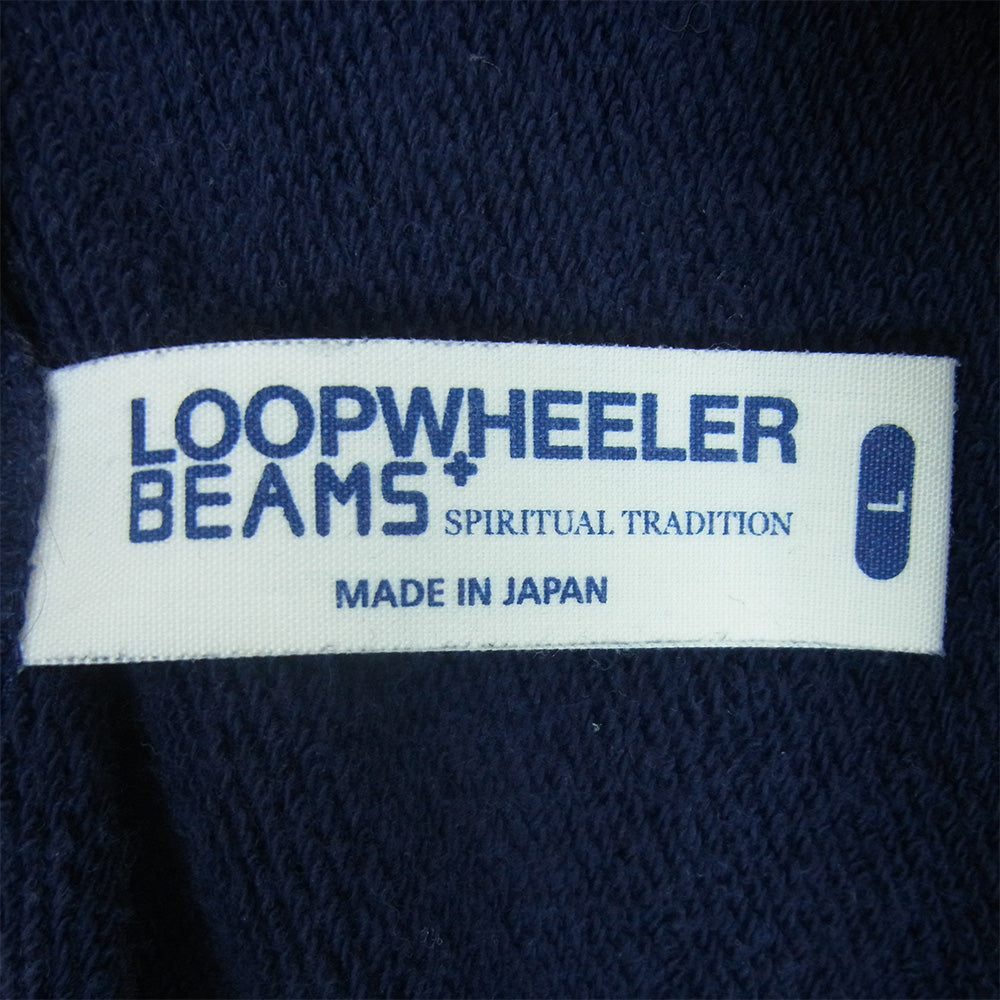 LOOPWHEELER
BEAMS+ SPIRITUAL TRADITION
MADE IN JAPAN
L